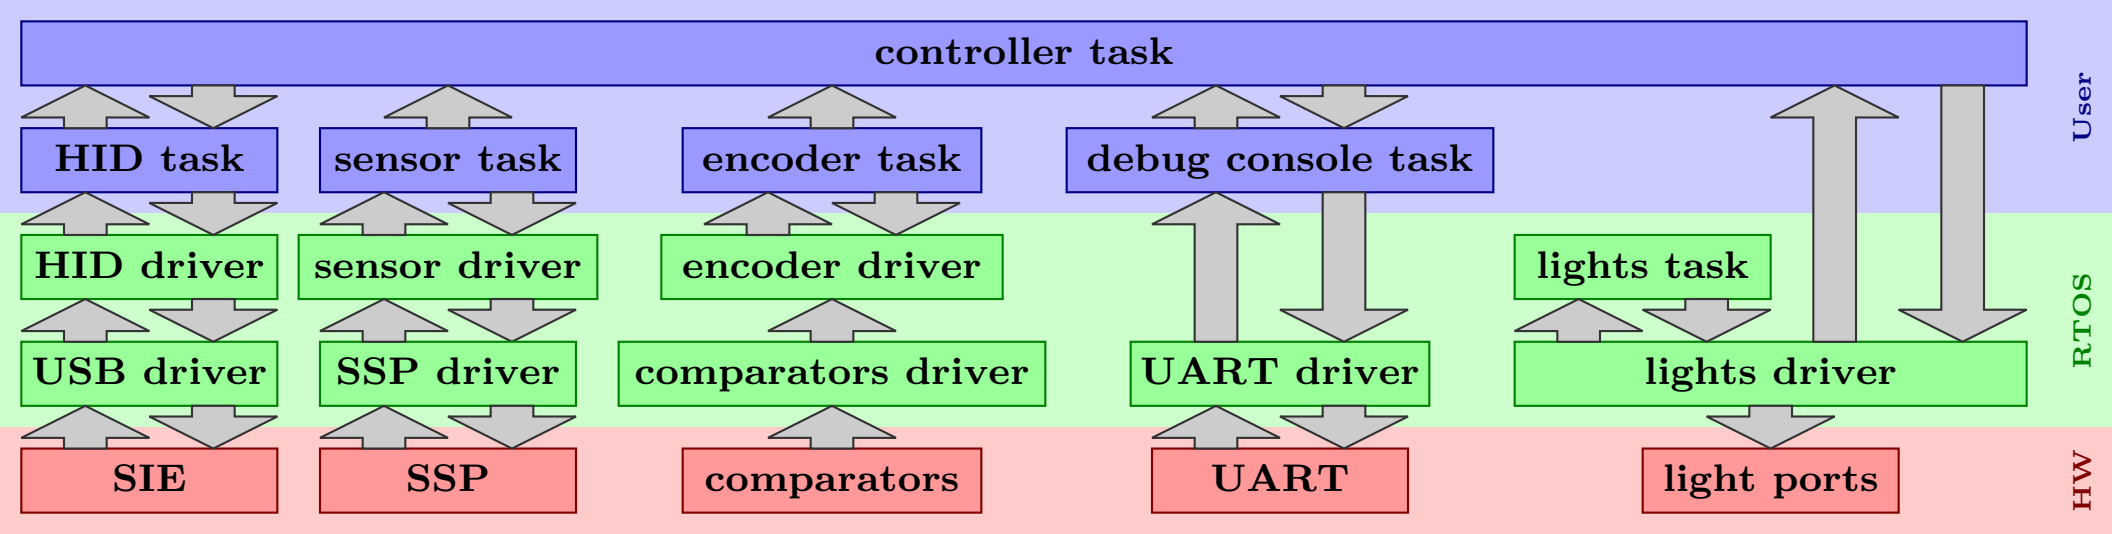 controller task
User
HID task
sensor task
encoder task
debug console task
HID driver
sensor driver
encoder driver
lights task
RTOS
USB driver
SSP driver
comparators driver
UART driver
lights driver
SIE
SSP
comparators
UART
light ports
HW